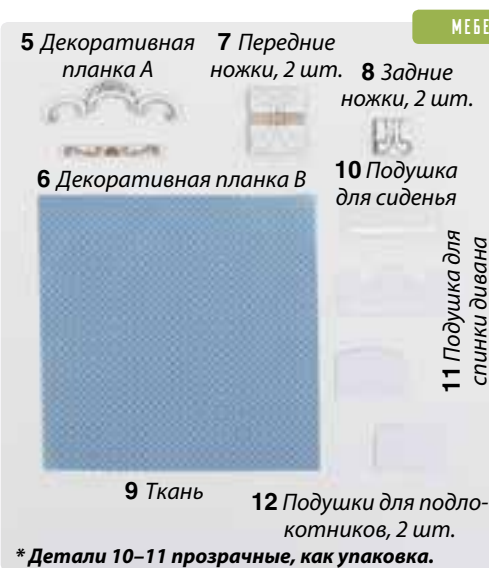 МЕБЕ
5 Декоративная
планка А
7 Передние
ножки, 2 шт.
8 Задние
ножки, 2 шт.
6 Декоративная планка В
10 Подушка
для сиденья
11 Подушка для
спинки дивана
9 Ткань
12 Подушки для подло-
котников, 2 шт.
* Детали 10–11 прозрачные, как упаковка.